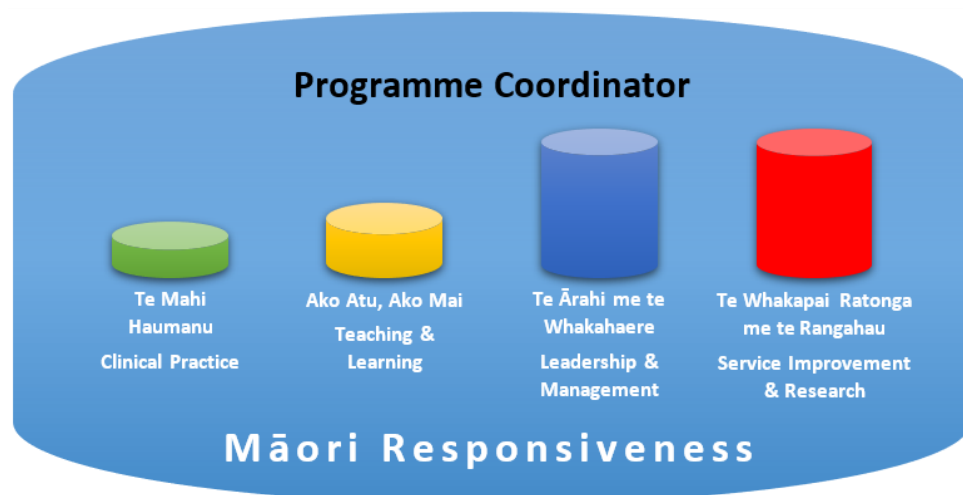 Programme Coordinator
Te Mahi
Haumanu
Clinical Practice
Ako Atu, Ako Mai
Teaching &
Learning
Te Ārahi me te
Whakahaere
Leadership &
Management
Te Whakapai Ratonga
me te Rangahau
Service Improvement
& Research
Māori Responsiveness